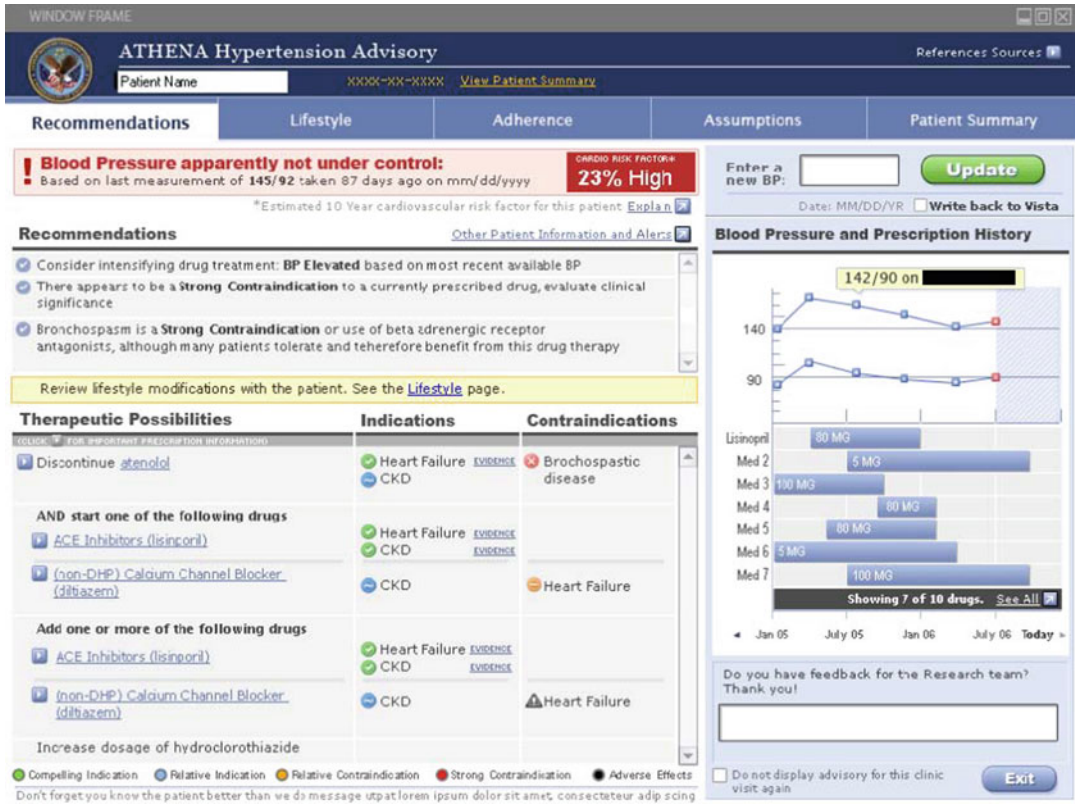 WINDOW FRAME
ATHENA Hypertension Advisory
References Sources
Patient Name
XXXX-XX-XXXX View Patient Summary
Recommendations
Lifestyle
Adherence
Assumptions
Patient Summary
! Blood Pressure apparently not under control:
Based on last measurement of 145/92 taken 87 days ago on mm/dd/yyyy
CARDIO RISK FACTOR*
23% High
*Estimated 10 Year cardiovascular risk factor for this patient Explan
Recommendations
Other Patient Information and Alerts
Consider intensifying drug treatment: BP Elevated based on most recent available BP
There appears to be a Strong Contraindication to a currently prescribed drug, evaluate clinical
significance
Bronchospasm is a Strong Contraindication or use of beta adrenergic receptor
antagonists, although many patients tolerate and teherefore benefit from this drug therapy
Review lifestyle modifications with the patient. See the Lifestyle page.
Therapeutic Possibilities
Indications
Contraindications
(CLICK FOR IMPORTANT PRESCRIPTION INFORMATION)
Discontinue atenolol
Heart Failure EVIDENCE
CKD
Brochospastic
disease
AND start one of the following drugs
ACE Inhibitors (lisinporil)
Heart Failure EVIDENCE
CKD EVIDENCE
(non-DHP) Calcium Channel Blocker
(diltiazem)
CKD
Heart Failure
Add one or more of the following drugs
ACE Inhibitors (lisinporil)
Heart Failure EVIDENCE
CKD EVIDENCE
(non-DHP) Calcium Channel Blocker
(diltiazem)
CKD
Heart Failure
Increase dosage of hydroclorothiazide
Compelling Indication
Relative Indication
Relative Contraindication
Strong Contraindication
Adverse Effects
Don't forget you know the patient better than we do message utpat lorem ipsum dolor sit amet, consecteteur adip scing
Enter a
new BP:
Update
Date: MM/DD/YR
Write back to Vista
Blood Pressure and Prescription History
142/90 on
140
90
Lisinopril 80 MG
Med 2 5 MG
Med 3 100 MG
Med 4 80 MG
Med 5 80 MG
Med 6 5 MG
Med 7 100 MG
Showing 7 of 10 drugs. See All
Jan 05 July 05 Jan 06 July 06 Today
Do you have feedback for the Research team?
Thank you!
Do not display advisory for this clinic
visit again
Exit